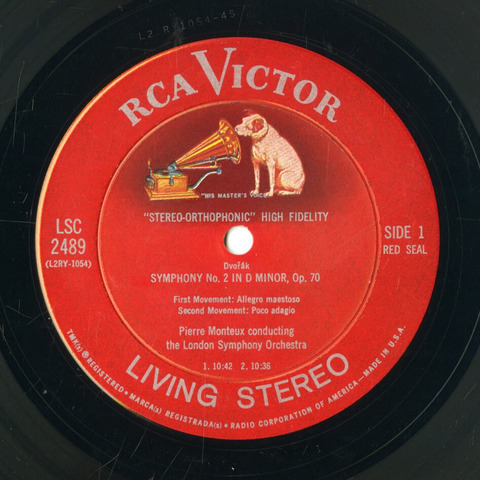 L2 RY1054-45
RCA VICTOR
"HIS MASTER'S VOICE"
"STEREO-ORTHOPHONIC" HIGH FIDELITY
LSC
2489
(L2RY-1054)
SIDE 1
RED SEAL
Dvořák
SYMPHONY No. 2 IN D MINOR, Op. 70
First Movement: Allegro maestoso
Second Movement: Poco adagio
Pierre Monteux conducting
the London Symphony Orchestra
1. 10:42 2. 10:36
LIVING STEREO
TMK(s) ® REGISTERED • MARCA(s) REGISTRADA(s) • RADIO CORPORATION OF AMERICA—MADE IN U.S.A.